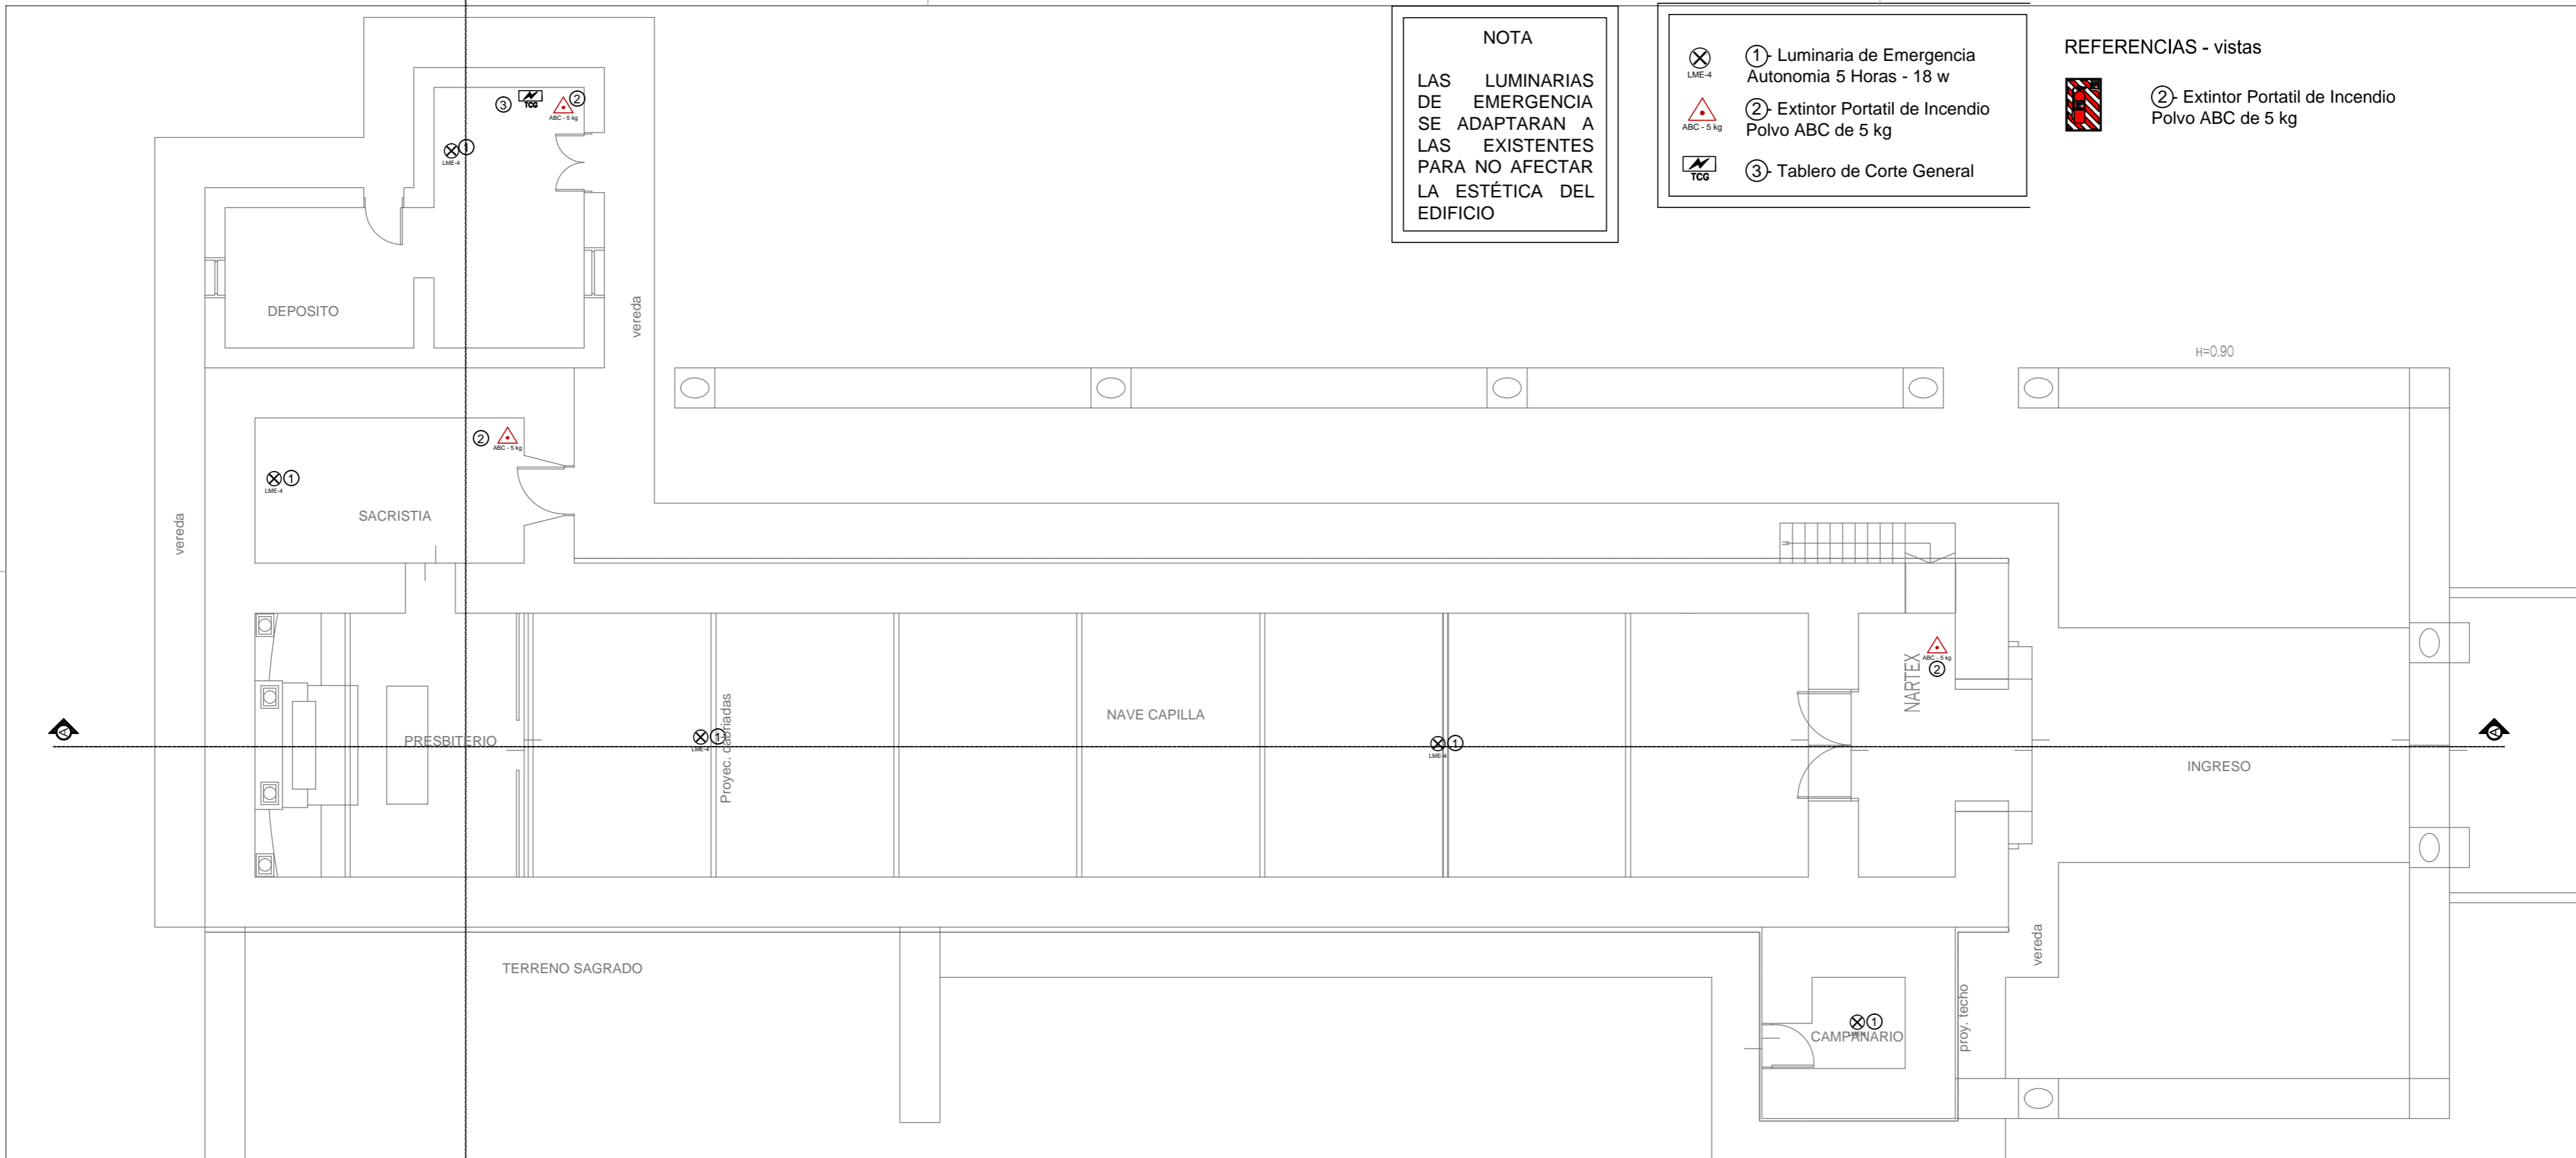 NOTA
LAS LUMINARIAS
DE EMERGENCIA
SE ADAPTARAN A
LAS EXISTENTES
PARA NO AFECTAR
LA ESTÉTICA DEL
EDIFICIO
LME-4
1- Luminaria de Emergencia
Autonomia 5 Horas - 18 w
ABC - 5 kg
2- Extintor Portatil de Incendio
Polvo ABC de 5 kg
TCG
3- Tablero de Corte General
REFERENCIAS - vistas
2- Extintor Portatil de Incendio
Polvo ABC de 5 kg
3
TCG
2
ABC - 5 kg
1
LME-4
DEPOSITO
vereda
H=0.90
2
ABC - 5 kg
1
LME-4
SACRISTIA
vereda
NARTEX
ABC - 5 kg
2
Proyec. cabriadas
NAVE CAPILLA
A
PRESBITERIO
1
LME-4
1
LME-4
A
INGRESO
vereda
TERRENO SAGRADO
proy. techo
1
CAMPANARIO